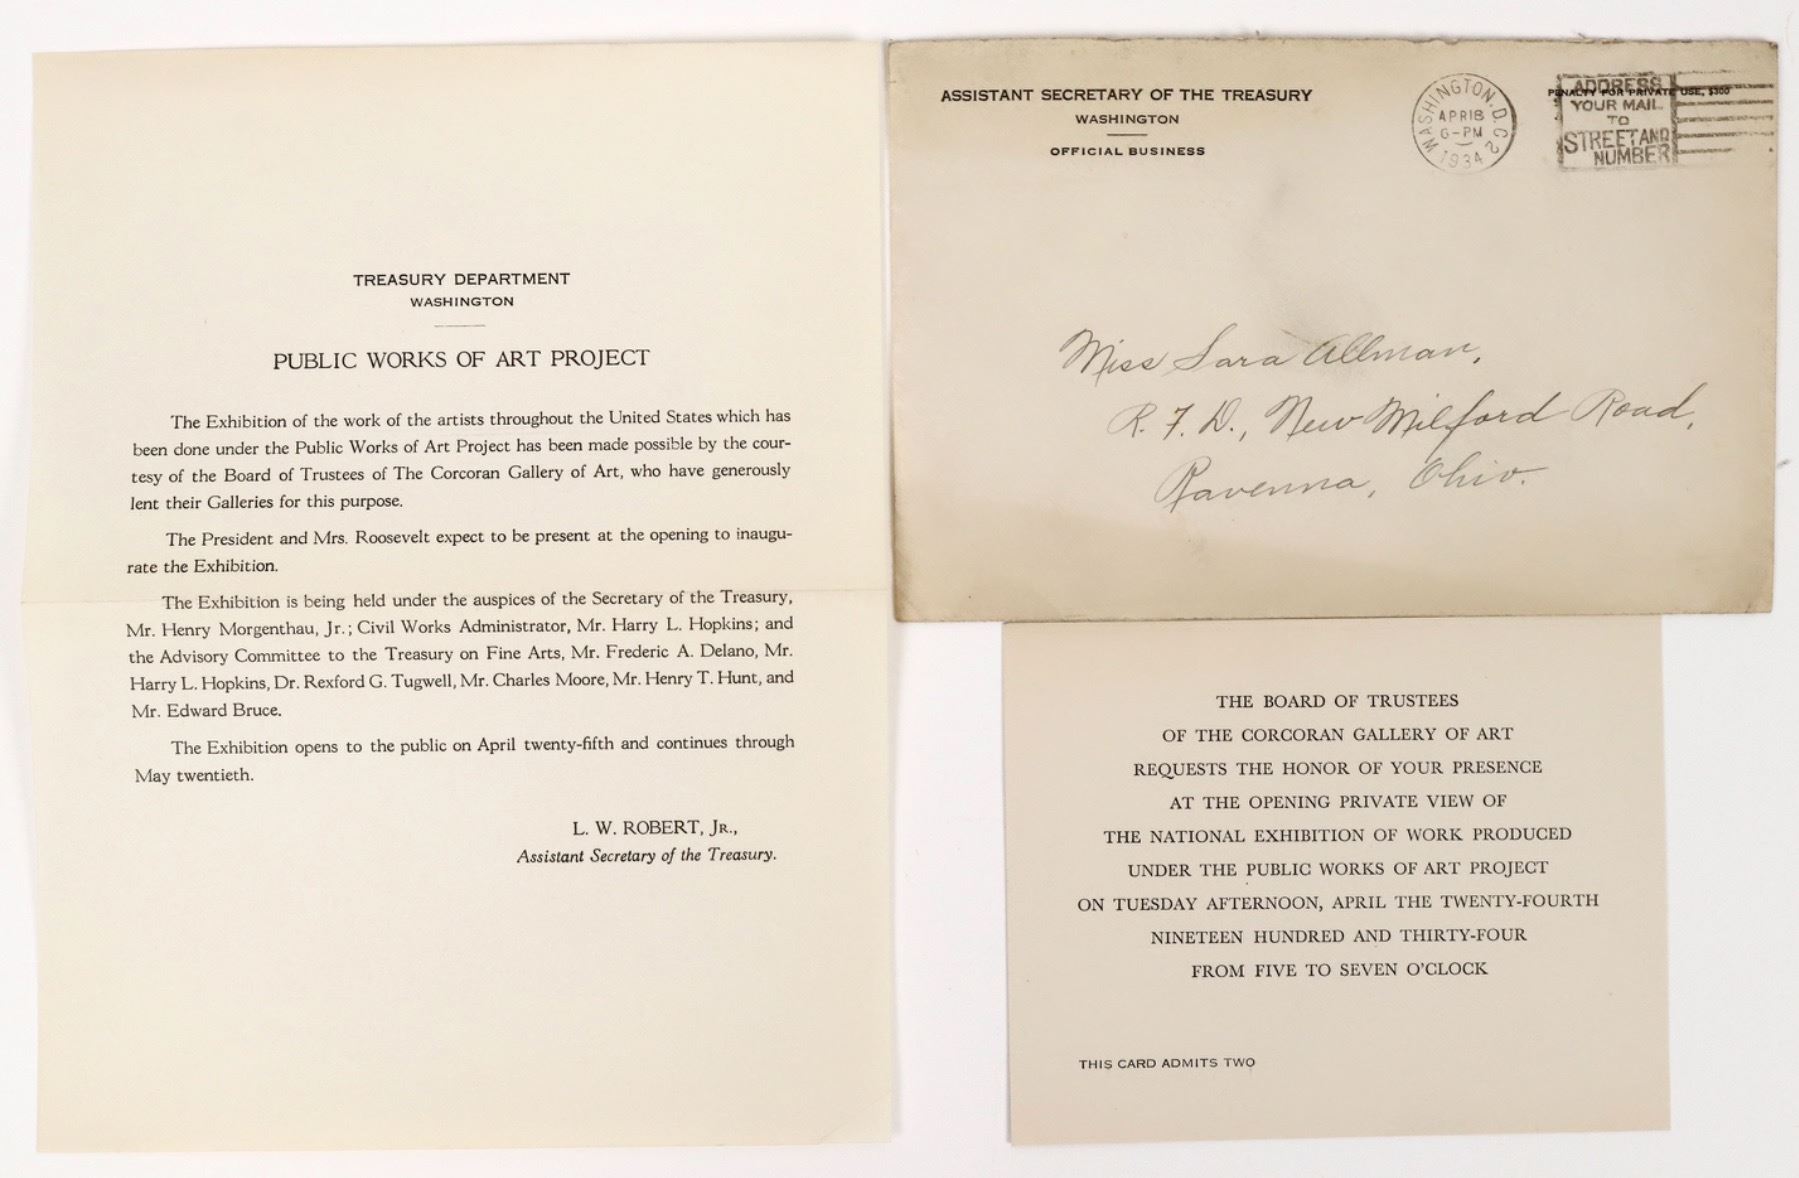 TREASURY DEPARTMENT
WASHINGTON
PUBLIC WORKS OF ART PROJECT
The Exhibition of the work of the artists throughout the United States which has
been done under the Public Works of Art Project has been made possible by the cour-
tesy of the Board of Trustees of The Corcoran Gallery of Art, who have generously
lent their Galleries for this purpose.
The President and Mrs. Roosevelt expect to be present at the opening to inaugu-
rate the Exhibition.
The Exhibition is being held under the auspices of the Secretary of the Treasury,
Mr. Henry Morgenthau, Jr.; Civil Works Administrator, Mr. Harry L. Hopkins; and
the Advisory Committee to the Treasury on Fine Arts, Mr. Frederic A. Delano, Mr.
Harry L. Hopkins, Dr. Rexford G. Tugwell, Mr. Charles Moore, Mr. Henry T. Hunt, and
Mr. Edward Bruce.
The Exhibition opens to the public on April twenty-fifth and continues through
May twentieth.
L. W. ROBERT, JR.,
Assistant Secretary of the Treasury.
ASSISTANT SECRETARY OF THE TREASURY
WASHINGTON
OFFICIAL BUSINESS
WASHINGTON, D.C. 2
APR 18
6-PM
1934
PENALTY FOR PRIVATE USE, $300
ADDRESS
YOUR MAIL
TO
STREET AND
NUMBER
Miss Sara Allman,
R. F. D., New Milford Road,
Ravenna, Ohio.
THE BOARD OF TRUSTEES
OF THE CORCORAN GALLERY OF ART
REQUESTS THE HONOR OF YOUR PRESENCE
AT THE OPENING PRIVATE VIEW OF
THE NATIONAL EXHIBITION OF WORK PRODUCED
UNDER THE PUBLIC WORKS OF ART PROJECT
ON TUESDAY AFTERNOON, APRIL THE TWENTY-FOURTH
NINETEEN HUNDRED AND THIRTY-FOUR
FROM FIVE TO SEVEN O'CLOCK
THIS CARD ADMITS TWO